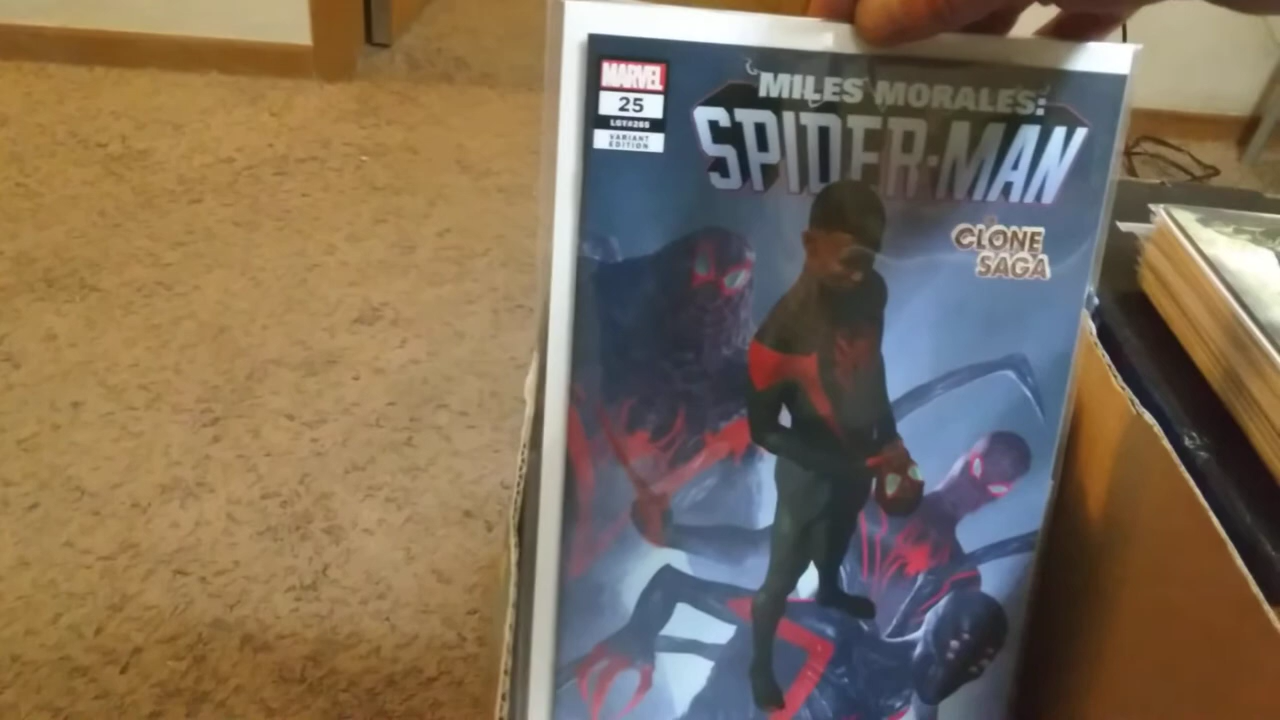 MARVEL
25
LGY#265
VARIANT
EDITION
MILES MORALES:
SPIDER-MAN
CLONE
SAGA